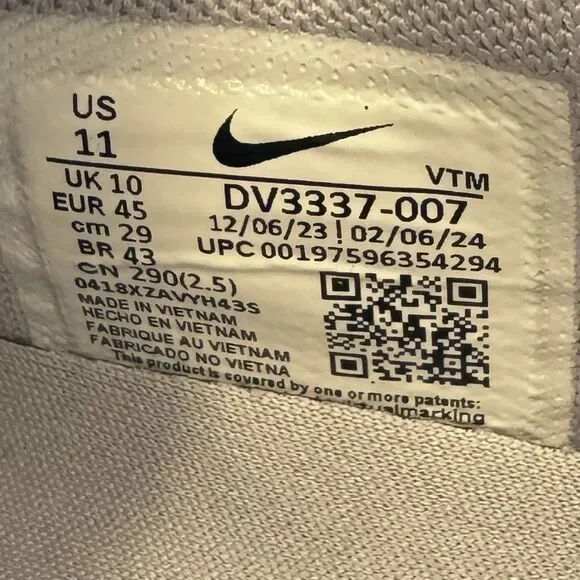 US
11
VTM
UK 10
EUR 45
cm 29
BR 43
CN 290(2.5)
DV3337-007
12/06/23 | 02/06/24
UPC 00197596354294
0418XZAVYH43S
MADE IN VIETNAM
HECHO EN VIETNAM
FABRIQUE AU VIETNAM
FABRICADO NO VIETNA
This product is covered by one or more patents: